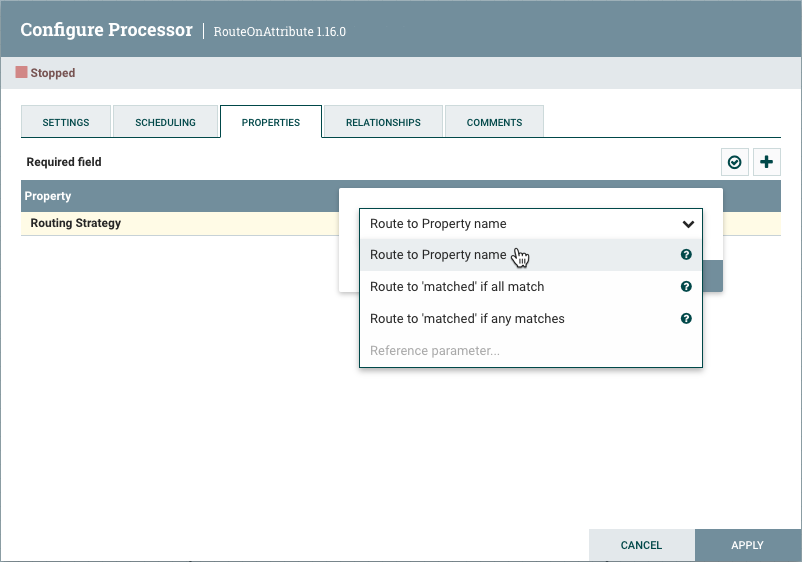 Configure Processor | RouteOnAttribute 1.16.0
Stopped
SETTINGS SCHEDULING PROPERTIES RELATIONSHIPS COMMENTS
Required field
Property
Routing Strategy
Route to Property name
Route to Property name
Route to 'matched' if all match
Route to 'matched' if any matches
Reference parameter...
CANCEL APPLY